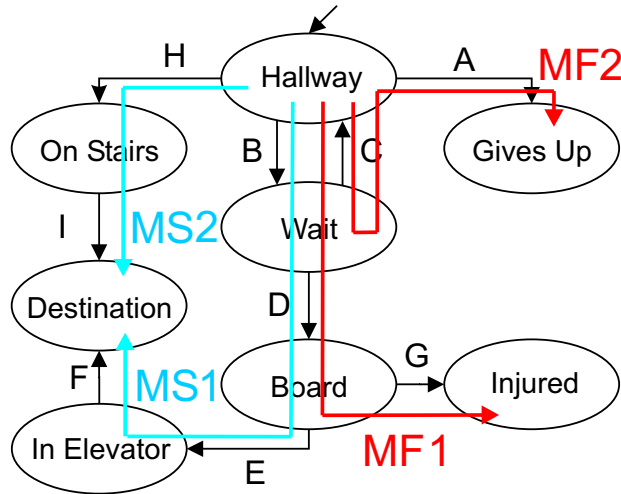 H
Hallway
A
MF2
On Stairs
B
C
Gives Up
I
MS2
Wait
Destination
D
F
MS1
Board
G
Injured
In Elevator
E
MF1